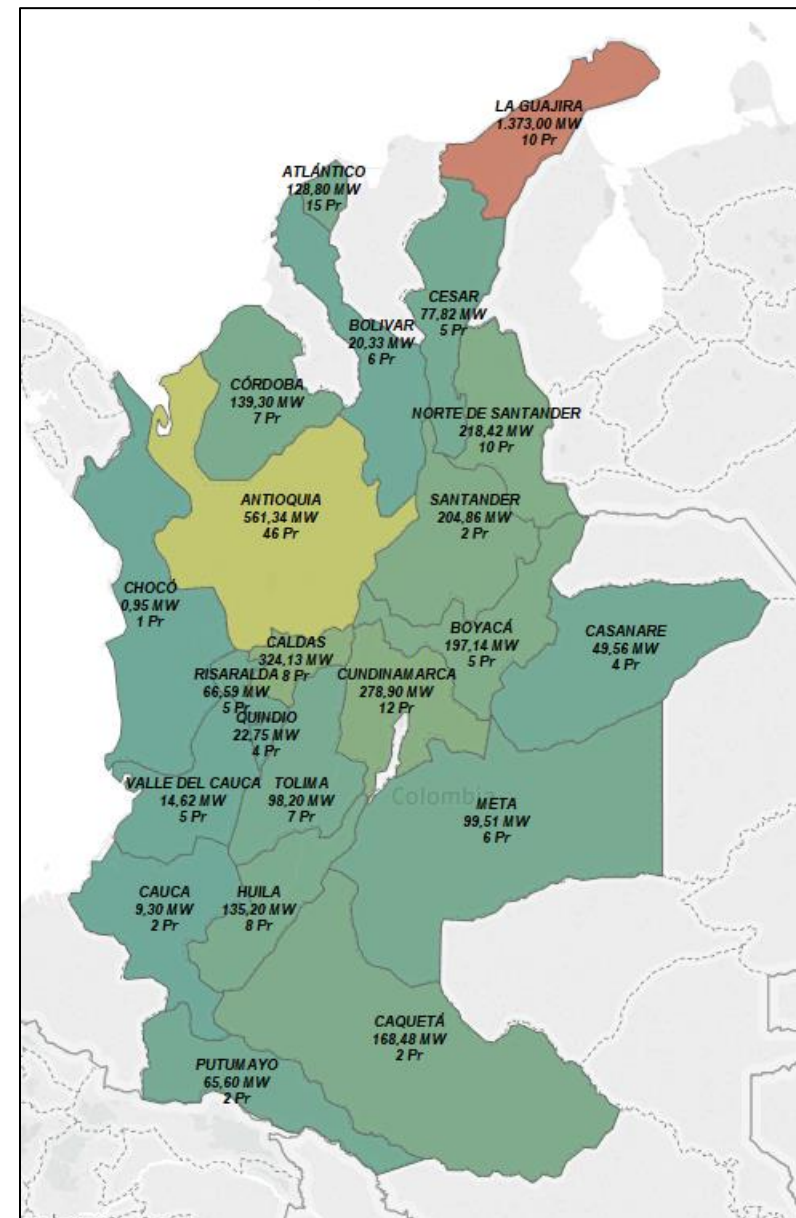 LA GUAJIRA
1.373,00 MW
10 Pr
ATLÁNTICO
128,80 MW
15 Pr
CESAR
77,82 MW
5 Pr
BOLIVAR
20,33 MW
6 Pr
CÓRDOBA
139,30 MW
7 Pr
NORTE DE SANTANDER
218,42 MW
10 Pr
ANTIOQUIA
561,34 MW
46 Pr
SANTANDER
204,86 MW
2 Pr
CHOCÓ
0,95 MW
1 Pr
CALDAS
324,13 MW
8 Pr
BOYACÁ
197,14 MW
5 Pr
CASANARE
49,56 MW
4 Pr
RISARALDA
66,59 MW
5 Pr
CUNDINAMARCA
278,90 MW
12 Pr
QUINDIO
22,75 MW
4 Pr
VALLE DEL CAUCA
14,62 MW
5 Pr
TOLIMA
98,20 MW
7 Pr
Colombia
META
99,51 MW
6 Pr
CAUCA
9,30 MW
2 Pr
HUILA
135,20 MW
8 Pr
CAQUETÁ
168,48 MW
2 Pr
PUTUMAYO
65,60 MW
2 Pr